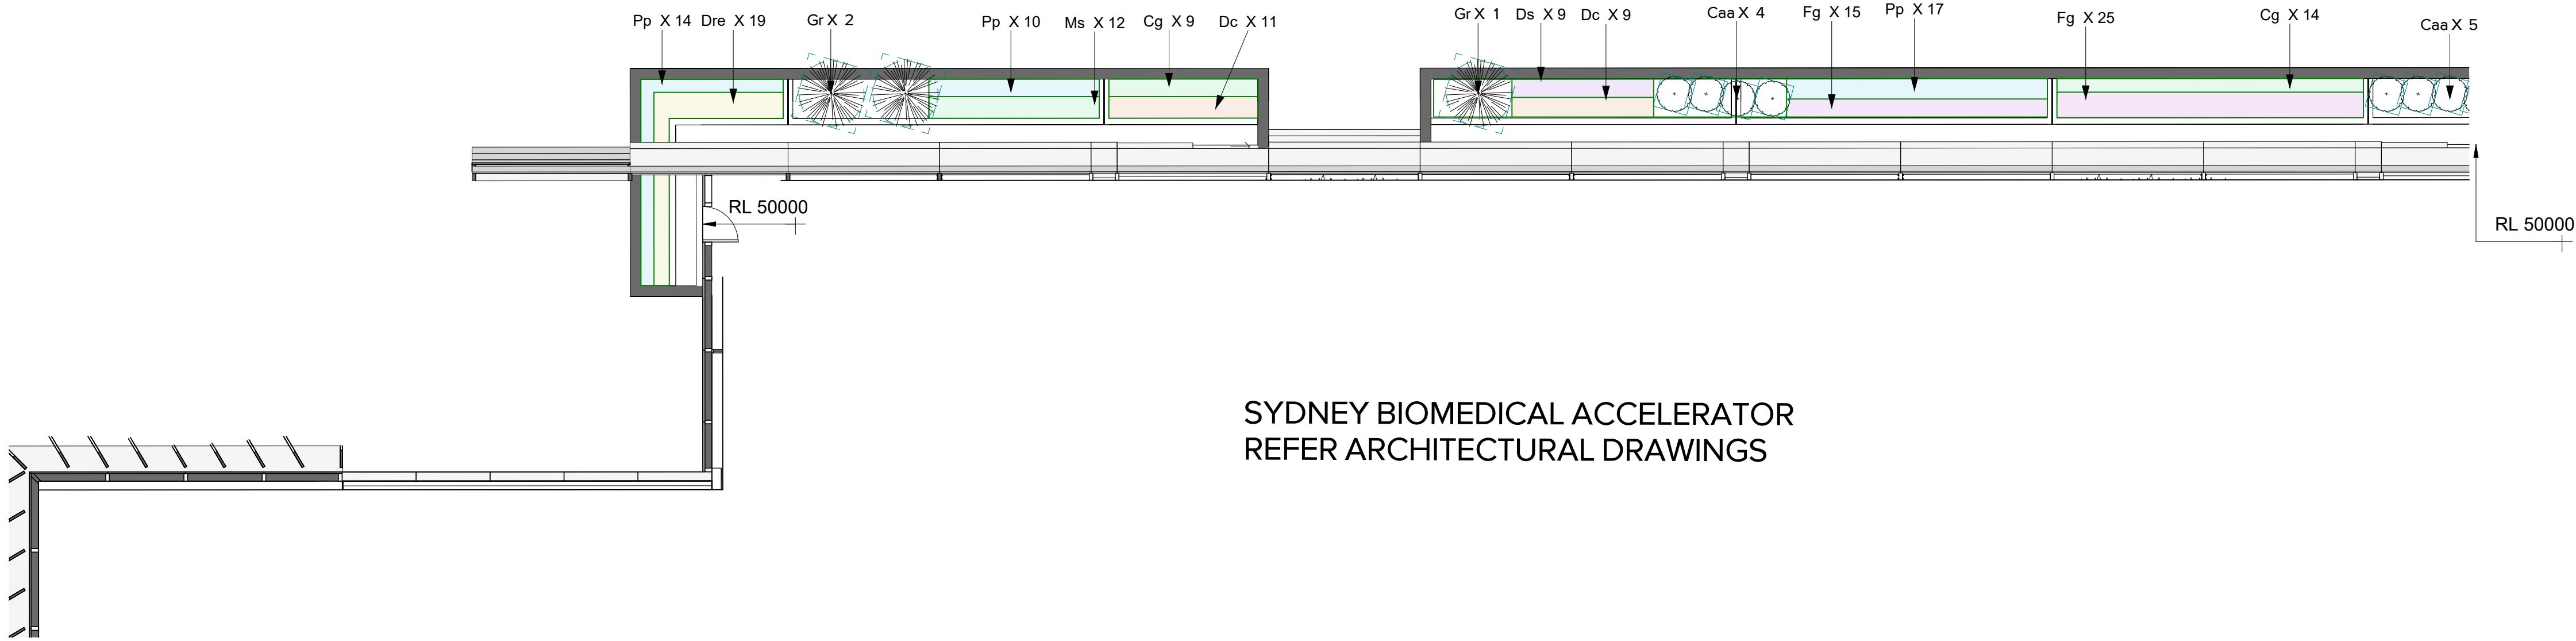 Pp X 14
Dre X 19
Gr X 2
Pp X 10
Ms X 12
Cg X 9
Dc X 11
Gr X 1
Ds X 9
Dc X 9
Caa X 4
Fg X 15
Pp X 17
Fg X 25
Cg X 14
Caa X 5
RL 50000
RL 50000
SYDNEY BIOMEDICAL ACCELERATOR
REFER ARCHITECTURAL DRAWINGS